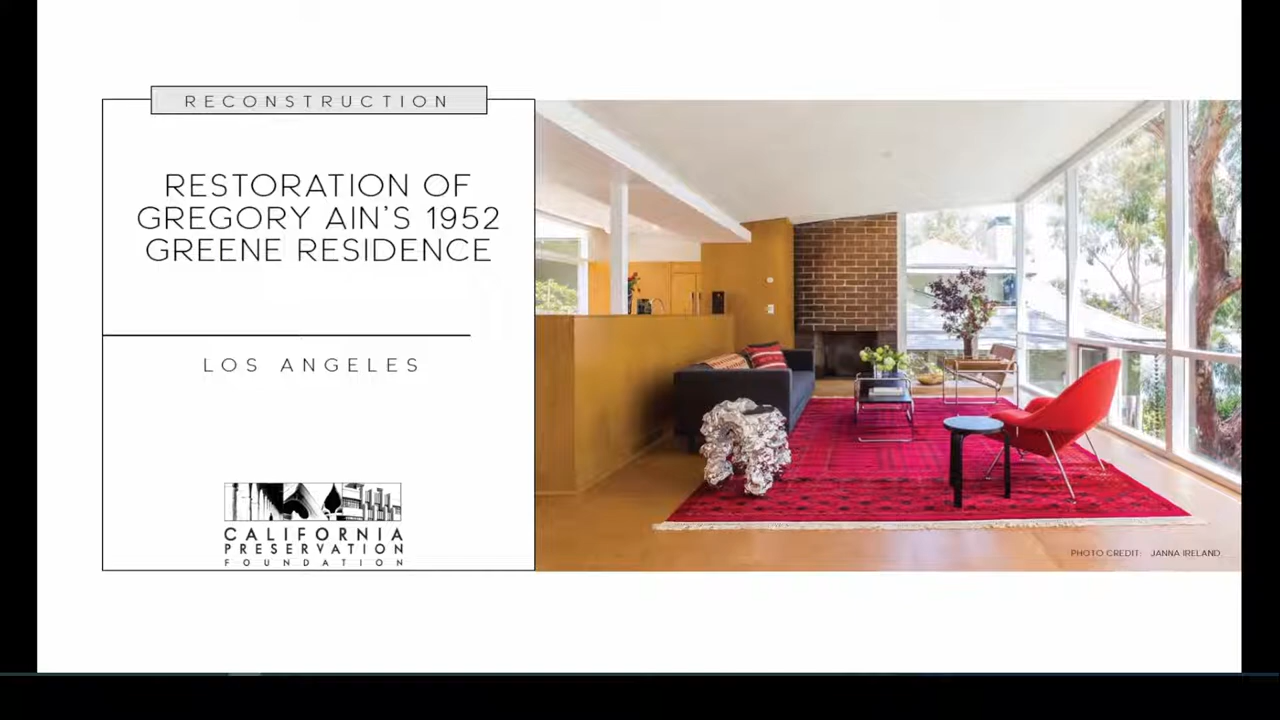 RECONSTRUCTION
RESTORATION OF
GREGORY AIN'S 1952
GREENE RESIDENCE
LOS ANGELES
CALIFORNIA
PRESERVATION
FOUNDATION
PHOTO CREDIT: JANNA IRELAND